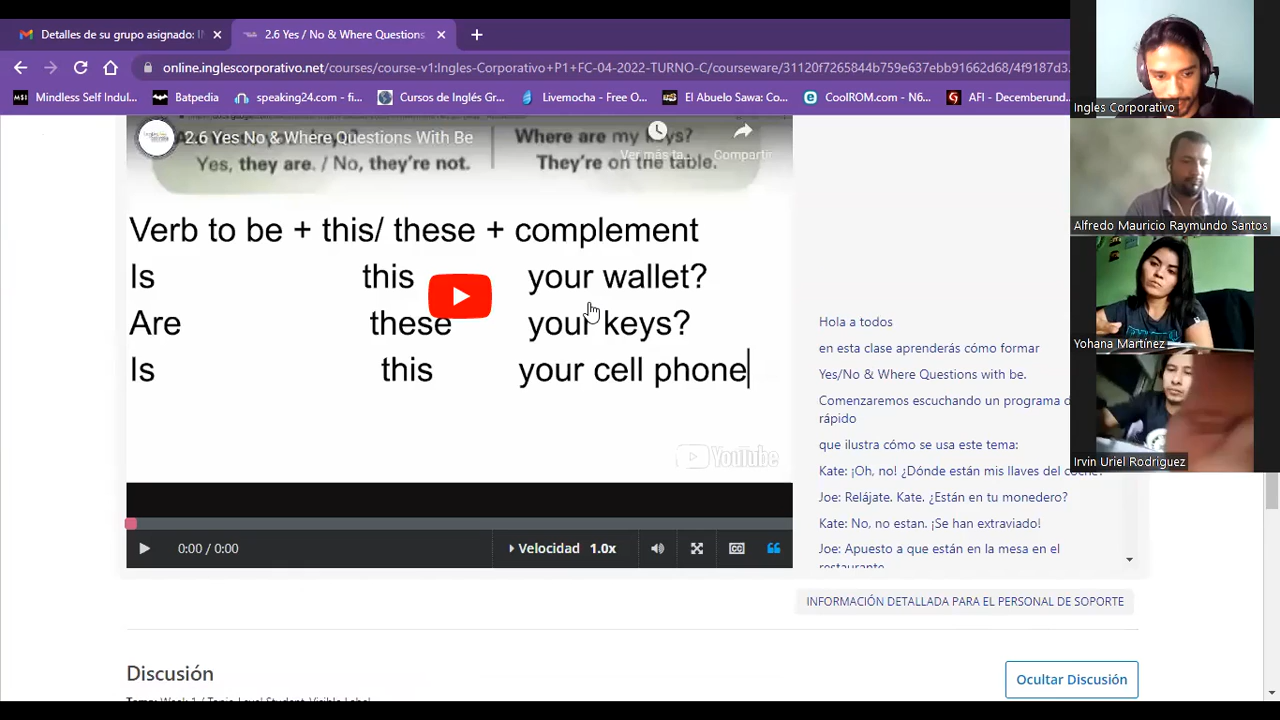 Detalles de su grupo asignado: I
2.6 Yes / No & Where Questions
online.inglescorporativo.net/courses/course-v1:Ingles-Corporativo+P1+FC-04-2022-TURNO-C/courseware/31120f7265844b759e637ebb91662d68/4f9187d3
Mindless Self Indul...
Batpedia
speaking24.com - fi...
Cursos de Inglés Gr...
Livemocha - Free O...
El Abuelo Sawa: Co...
CoolROM.com - N6...
AFI - Decemberund...
2.6 Yes No & Where Questions With Be
Ver más ta...
Compartir
Yes, they are. / No, they're not.
Where are my keys?
They're on the table.
Verb to be + this/ these + complement
Is this your wallet?
Are these your keys?
Is this your cell phone
YouTube
0:00 / 0:00
Velocidad 1.0x
Hola a todos
en esta clase aprenderás cómo formar
Yes/No & Where Questions with be.
Comenzaremos escuchando un programa d
rápido
que ilustra cómo se usa este tema:
Kate: ¡Oh, no! ¿Dónde están mis llaves del coche?
Joe: Relájate. Kate. ¿Están en tu monedero?
Kate: No, no estan. ¡Se han extraviado!
Joe: Apuesto a que están en la mesa en el
restaurante
INFORMACIÓN DETALLADA PARA EL PERSONAL DE SOPORTE
Discusión
Ocultar Discusión
Ingles Corporativo
Alfredo Mauricio Raymundo Santos
Yohana Martínez
Irvin Uriel Rodriguez